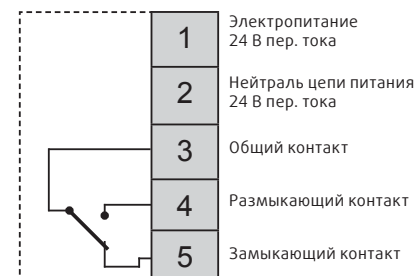 1
Электропитание
24 В пер. тока
2
Нейтраль цепи питания
24 В пер. тока
3
Общий контакт
4
Размыкающий контакт
5
Замыкающий контакт